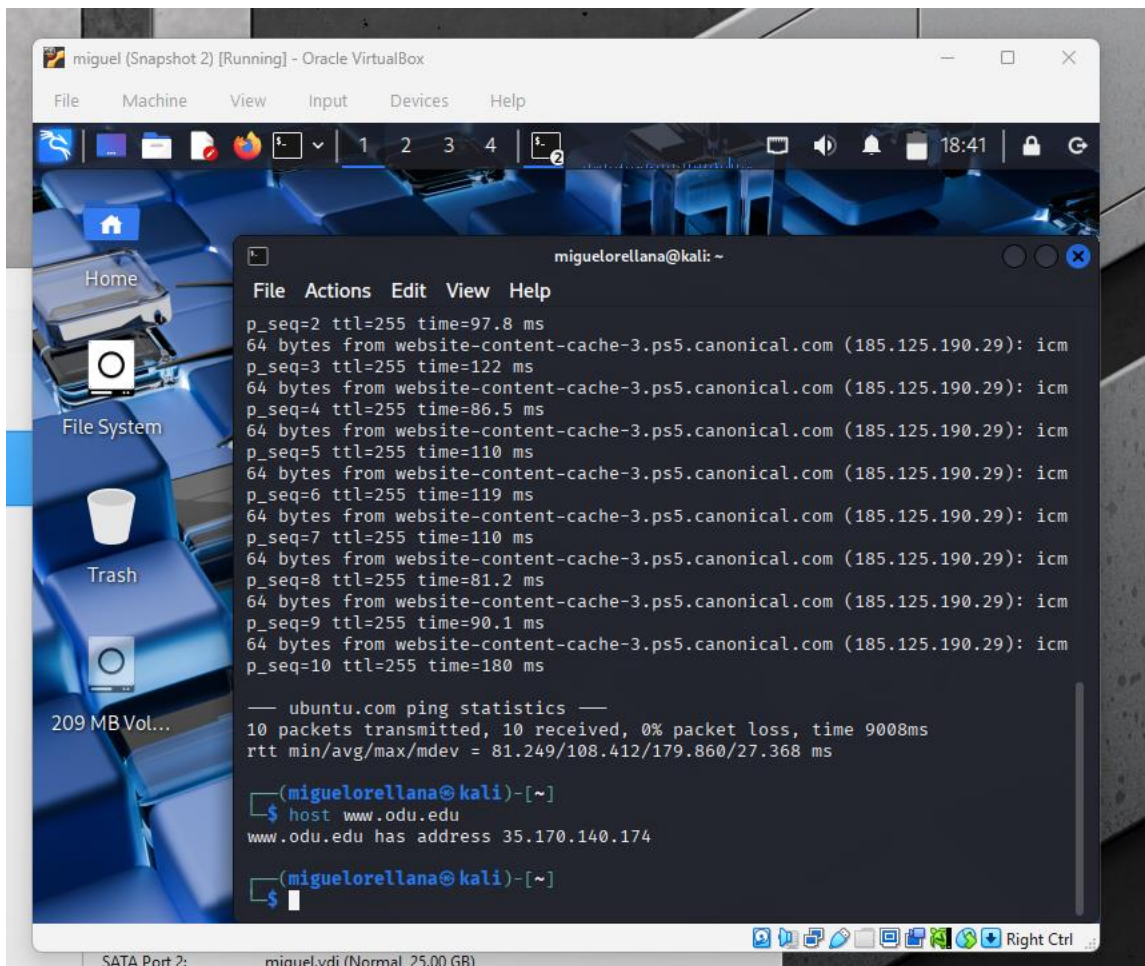 miguel (Snapshot 2) [Running] - Oracle VirtualBox
File Machine View Input Devices Help
1 2 3 4 2 18:41
miguelorellana@kali: ~
Home
File Actions Edit View Help
p_seq=2 ttl=255 time=97.8 ms
64 bytes from website-content-cache-3.ps5.canonical.com (185.125.190.29): icm
p_seq=3 ttl=255 time=122 ms
64 bytes from website-content-cache-3.ps5.canonical.com (185.125.190.29): icm
p_seq=4 ttl=255 time=86.5 ms
File System
64 bytes from website-content-cache-3.ps5.canonical.com (185.125.190.29): icm
p_seq=5 ttl=255 time=110 ms
64 bytes from website-content-cache-3.ps5.canonical.com (185.125.190.29): icm
p_seq=6 ttl=255 time=119 ms
64 bytes from website-content-cache-3.ps5.canonical.com (185.125.190.29): icm
p_seq=7 ttl=255 time=110 ms
64 bytes from website-content-cache-3.ps5.canonical.com (185.125.190.29): icm
Trash
p_seq=8 ttl=255 time=81.2 ms
64 bytes from website-content-cache-3.ps5.canonical.com (185.125.190.29): icm
p_seq=9 ttl=255 time=90.1 ms
64 bytes from website-content-cache-3.ps5.canonical.com (185.125.190.29): icm
p_seq=10 ttl=255 time=180 ms
209 MB Vol...
— ubuntu.com ping statistics —
10 packets transmitted, 10 received, 0% packet loss, time 9008ms
rtt min/avg/max/mdev = 81.249/108.412/179.860/27.368 ms
┌──(miguelorellana㉿kali)-[~]
└─$ host www.odu.edu
www.odu.edu has address 35.170.140.174
┌──(miguelorellana㉿kali)-[~]
└─$
Right Ctrl
SATA Port 2: miguel.vdi (Normal, 25.00 GB)